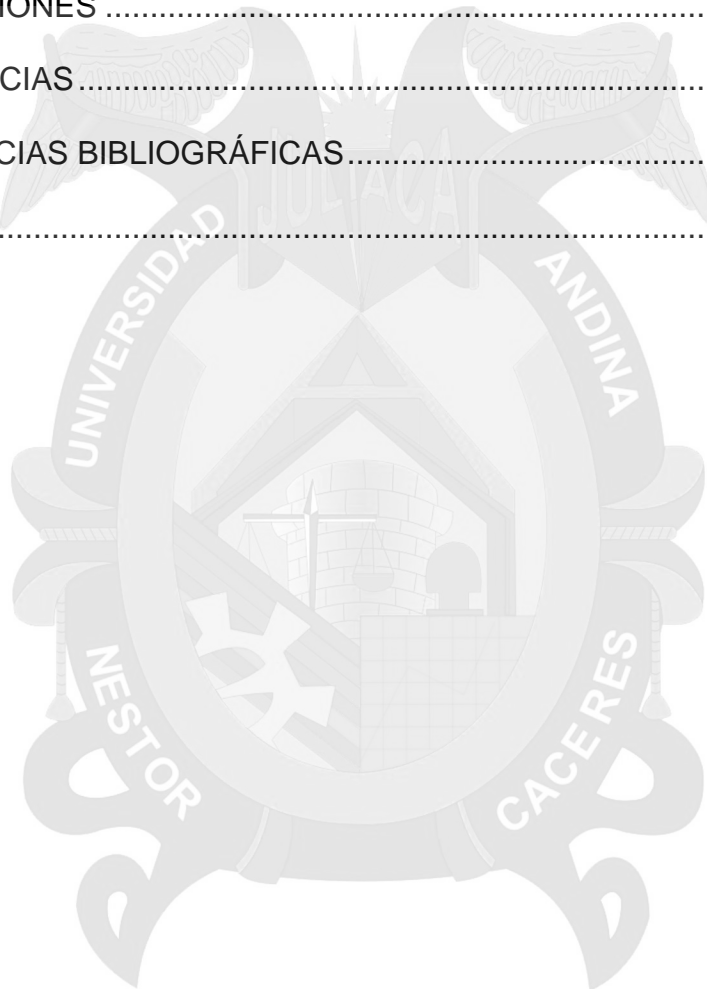 IONES ........................................................................
CIAS ........................................................................
CIAS BIBLIOGRÁFICAS ........................................
........................................................................
JULIACA
UNIVERSIDAD ANDINA
NESTOR CACERES